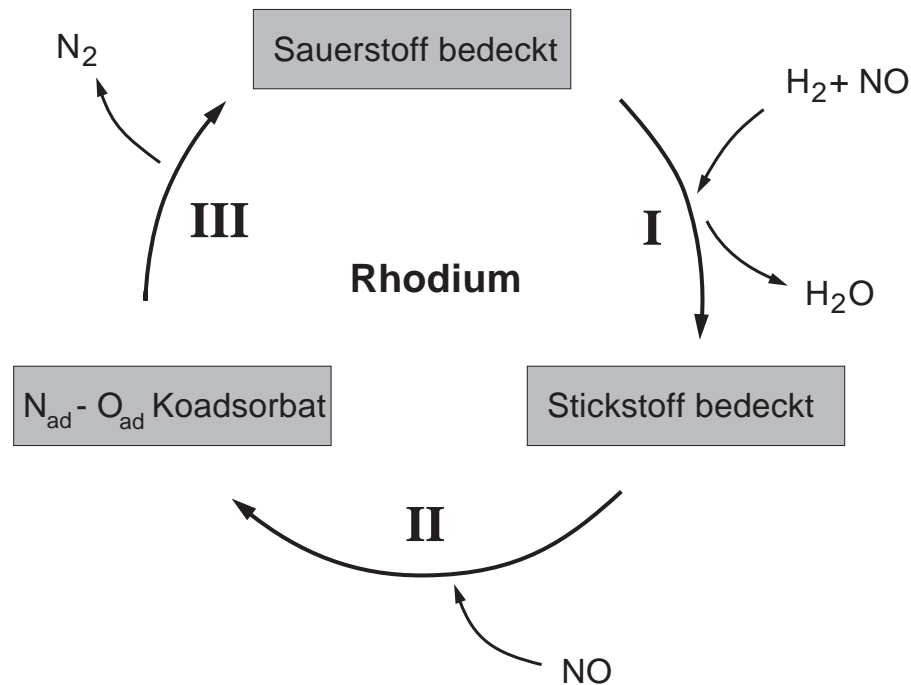 Sauerstoff bedeckt
N2
H2+ NO
III
I
Rhodium
H2O
Nad - Oad Koadsorbat
Stickstoff bedeckt
II
NO